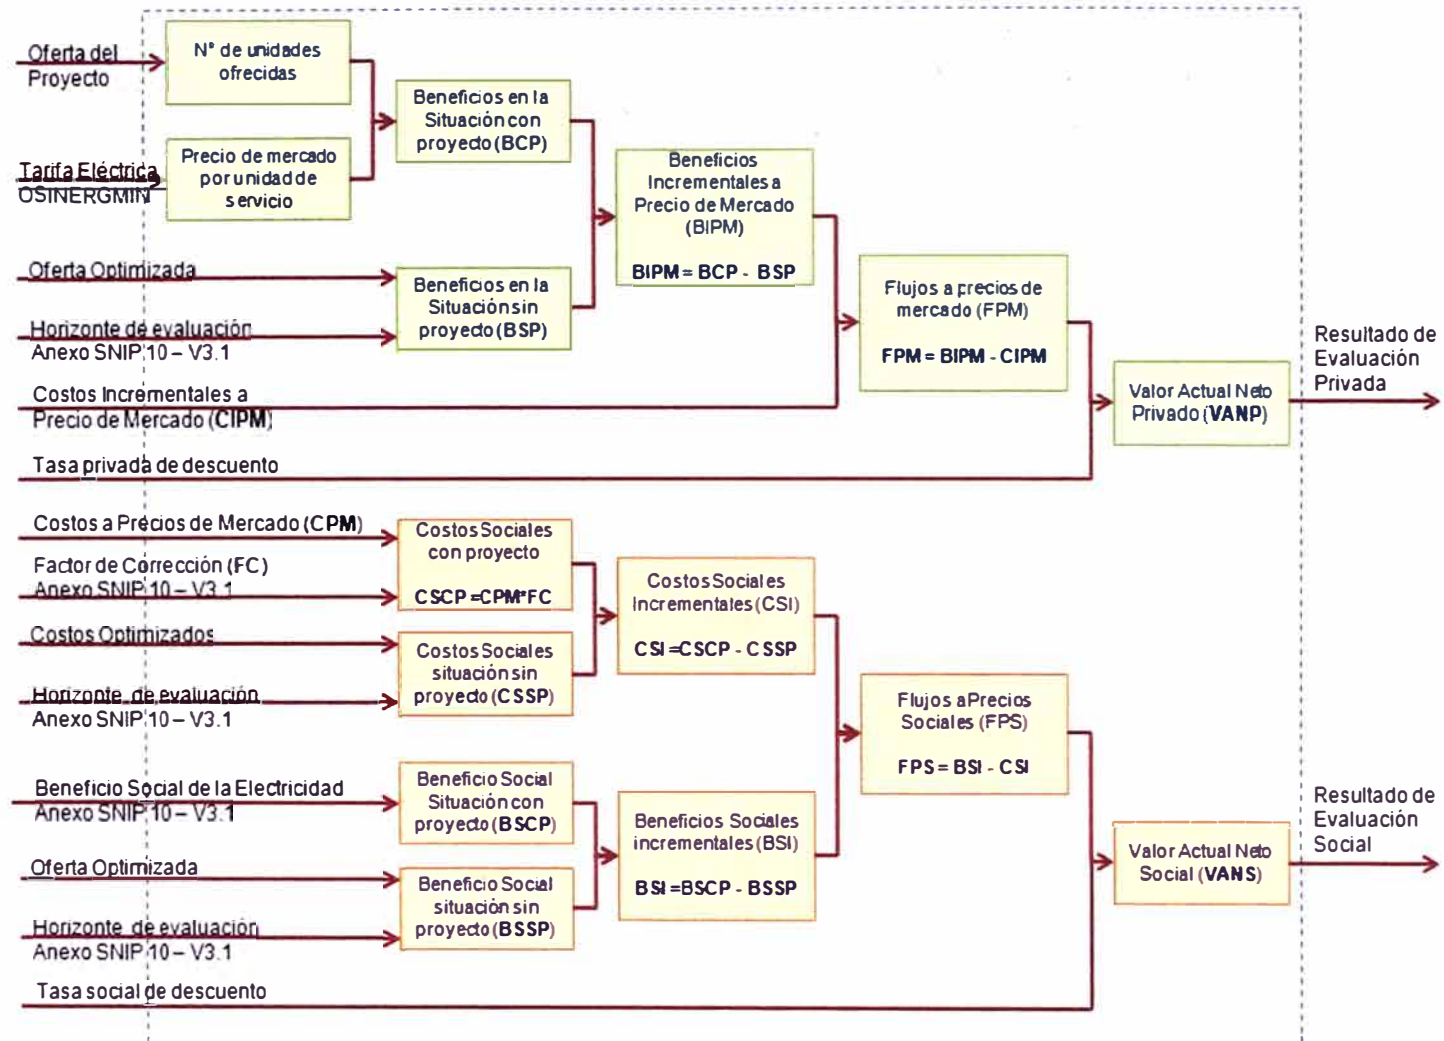 Oferta del
Proyecto
N° de unidades
ofrecidas
Tarifa Eléctrica
OSINERGMIN
Precio de mercado
por unidad de
servicio
Beneficios en la
Situación con
proyecto (BCP)
Oferta Optimizada
Horizonte de evaluación
Anexo SNIP 10 – V3.1
Beneficios en la
Situación sin
proyecto (BSP)
Beneficios
Incrementales a
Precio de Mercado
(BIPM)
BIPM = BCP - BSP
Costos Incrementales a
Precio de Mercado (CIPM)
Flujos a precios de
mercado (FPM)
FPM = BIPM - CIPM
Tasa privada de descuento
Valor Actual Neto
Privado (VANP)
Resultado de
Evaluación
Privada
Costos a Precios de Mercado (CPM)
Factor de Corrección (FC)
Anexo SNIP 10 – V3.1
Costos Sociales
con proyecto
CSCP =CPM*FC
Costos Optimizados
Horizonte de evaluación
Anexo SNIP 10 – V3.1
Costos Sociales
situación sin
proyecto (CSSP)
Costos Sociales
Incrementales (CSI)
CSI =CSCP - CSSP
Beneficio Social de la Electricidad
Anexo SNIP 10 – V3.1
Beneficio Social
Situación con
proyecto (BSCP)
Oferta Optimizada
Horizonte de evaluación
Anexo SNIP 10 – V3.1
Beneficio Social
situación sin
proyecto (BSSP)
Beneficios Sociales
incrementales (BSI)
BSI =BSCP - BSSP
Flujos a Precios
Sociales (FPS)
FPS = BSI - CSI
Tasa social de descuento
Valor Actual Neto
Social (VANS)
Resultado de
Evaluación
Social